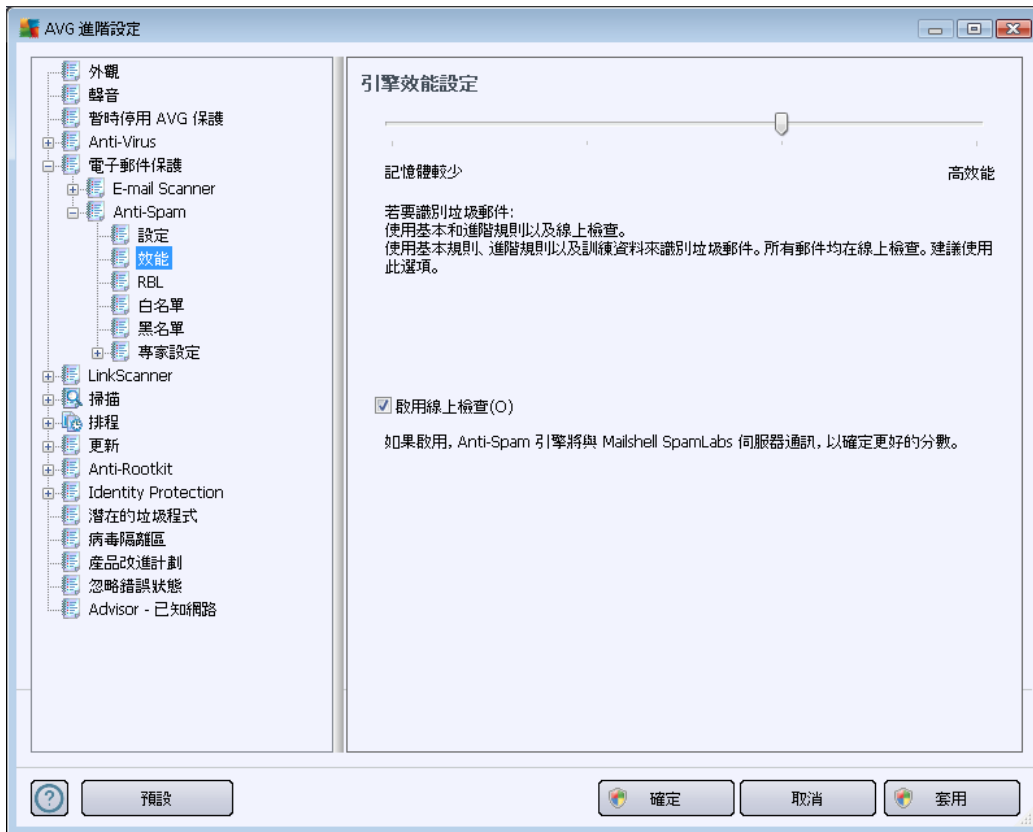 AVG 進階設定
外觀
聲音
暫時停用 AVG 保護
Anti-Virus
電子郵件保護
E-mail Scanner
Anti-Spam
設定
效能
RBL
白名單
黑名單
專家設定
LinkScanner
掃描
排程
更新
Anti-Rootkit
Identity Protection
潛在的垃圾程式
病毒隔離區
產品改進計劃
忽略錯誤狀態
Advisor - 已知網路
引擎效能設定
記憶體較少
高效能
若要識別垃圾郵件:
使用基本和進階規則以及線上檢查。
使用基本規則、進階規則以及訓練資料來識別垃圾郵件。所有郵件均在線上檢查。建議使用
此選項。
啟用線上檢查(O)
如果啟用, Anti-Spam 引擎將與 Mailshell SpamLabs 伺服器通訊, 以確定更好的分數。
預設
確定
取消
套用